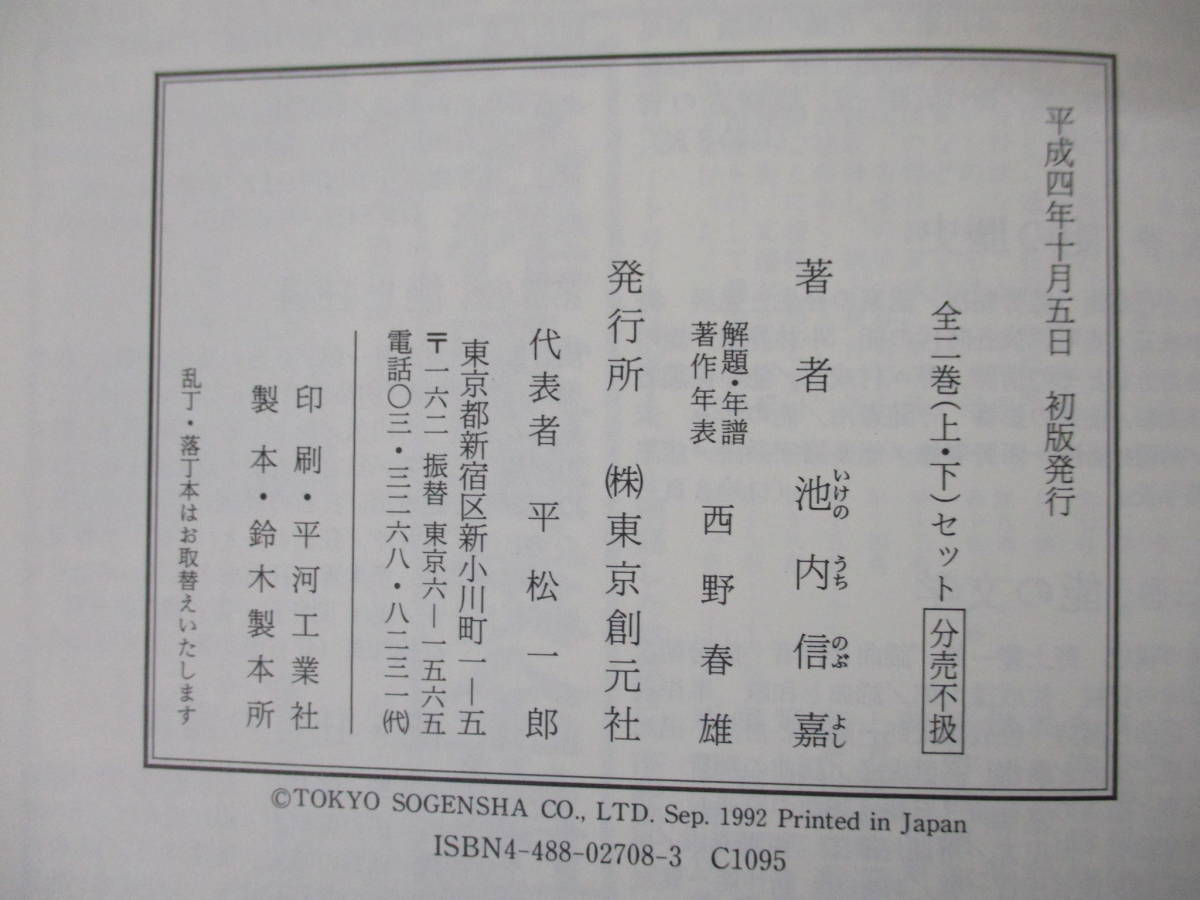 平成四年十月五日　初版発行
全二巻(上・下)セット 分売不扱
著者　池内信嘉
いけの うち のぶ よし
解題・年譜
著作年表　西野春雄
発行所　㈱東京創元社
代表者　平松一郎
東京都新宿区新小川町一―五
〒一六二 振替 東京六―一五六五
電話〇三・三二六八・八二三一㈹
印刷・平河工業社
製本・鈴木製本所
乱丁・落丁本はお取替えいたします
©TOKYO SOGENSHA CO., LTD. Sep. 1992 Printed in Japan
ISBN4-488-02708-3　C1095